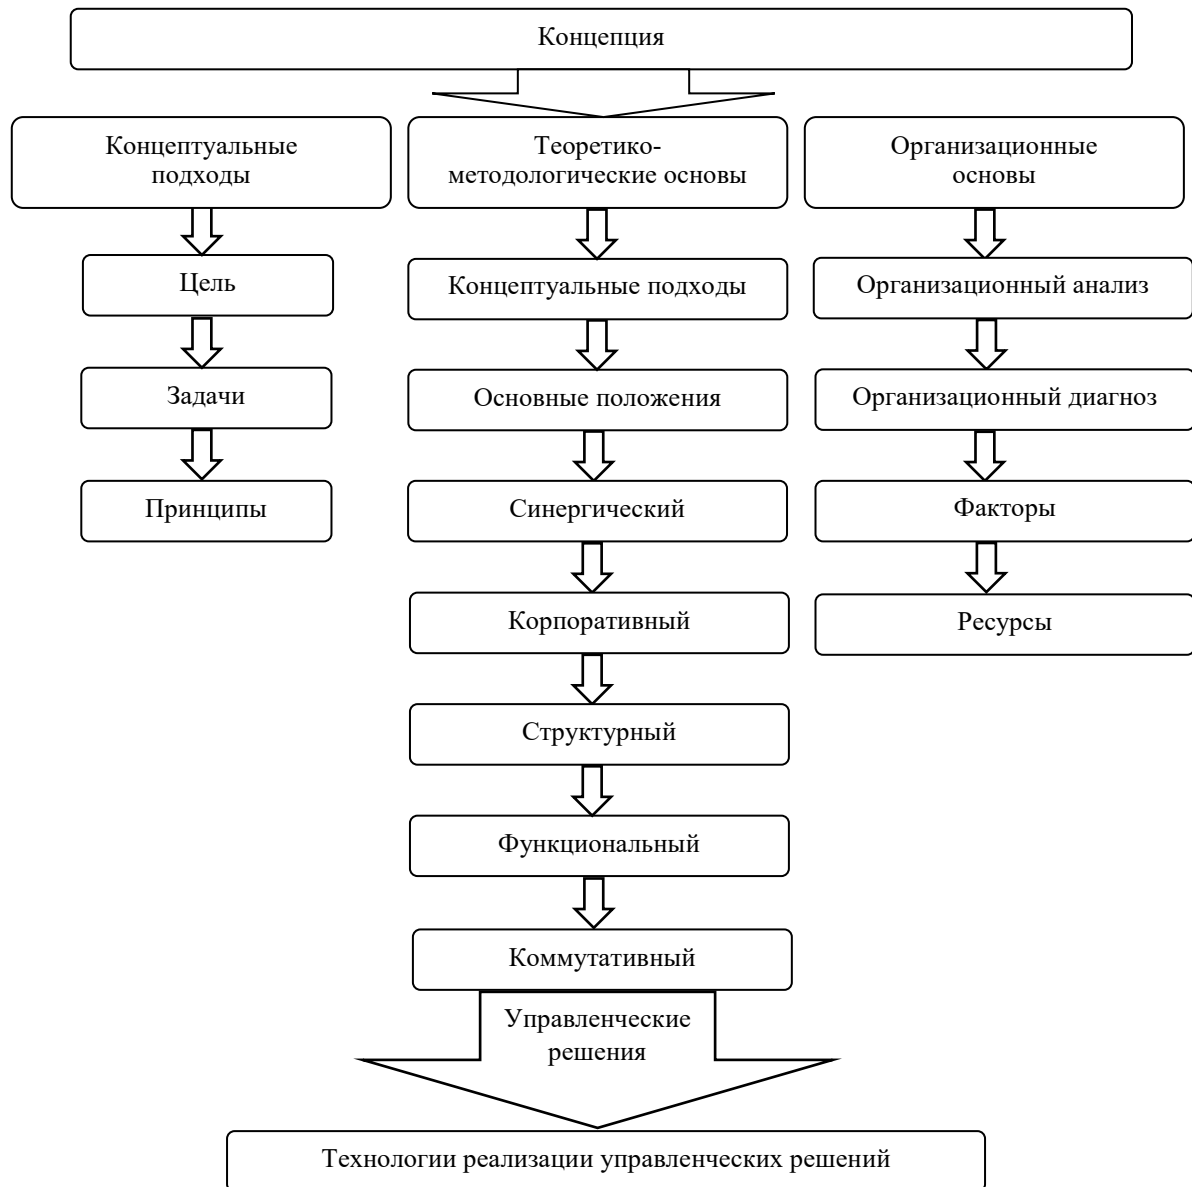 Концепция
Концептуальные
подходы
Теоретико-
методологические основы
Организационные
основы
Цель
Концептуальные подходы
Организационный анализ
Задачи
Основные положения
Организационный диагноз
Принципы
Синергический
Факторы
Корпоративный
Ресурсы
Структурный
Функциональный
Коммутативный
Управленческие
решения
Технологии реализации управленческих решений